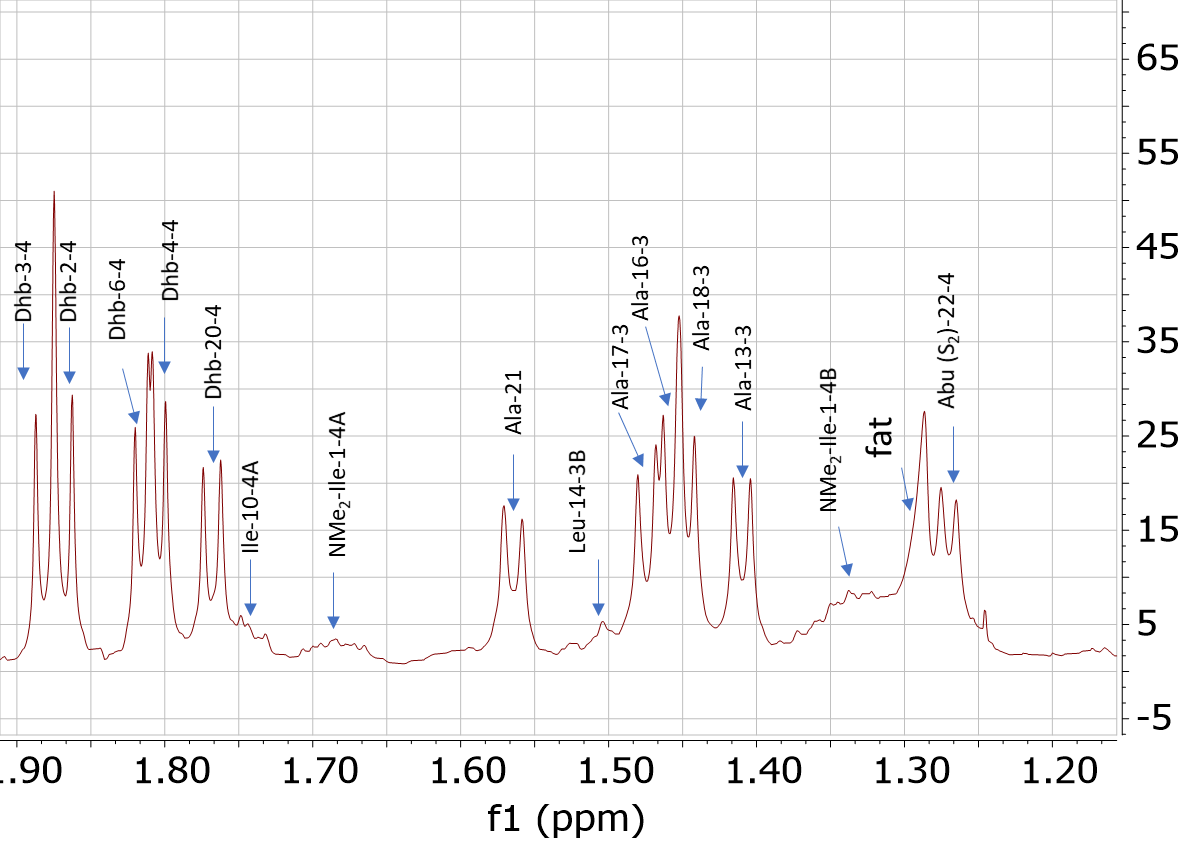 Dhb-3-4
Dhb-2-4
Dhb-6-4
Dhb-4-4
Dhb-20-4
Ile-10-4A
NMe₂-Ile-1-4A
Ala-21
Leu-14-3B
Ala-17-3
Ala-16-3
Ala-18-3
Ala-13-3
NMe₂-Ile-1-4B
fat
Abu (S₂)-22-4
65
55
45
35
25
15
5
-5
1.90 1.80 1.70 1.60 1.50 1.40 1.30 1.20
f1 (ppm)